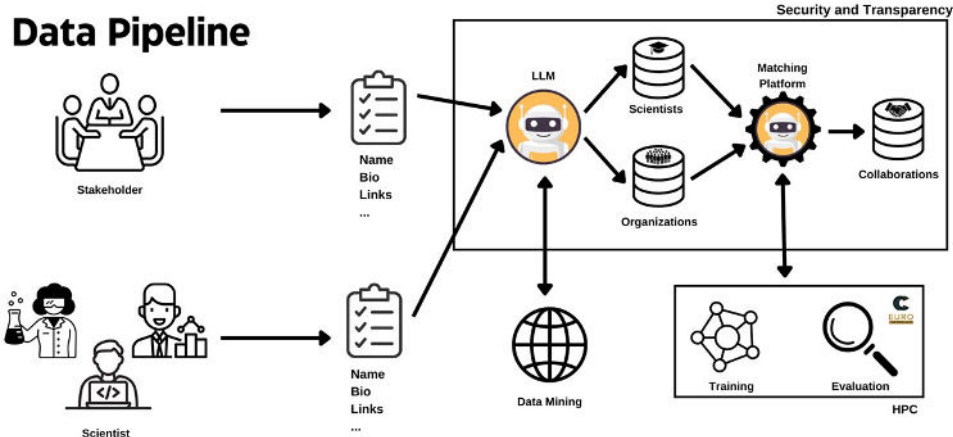 Data Pipeline
Security and Transparency
Stakeholder
Name
Bio
Links
...
LLM
Scientists
Organizations
Matching
Platform
Collaborations
Scientist
</>
Name
Bio
Links
...
Data Mining
Training
Evaluation
C
EURO
HPC